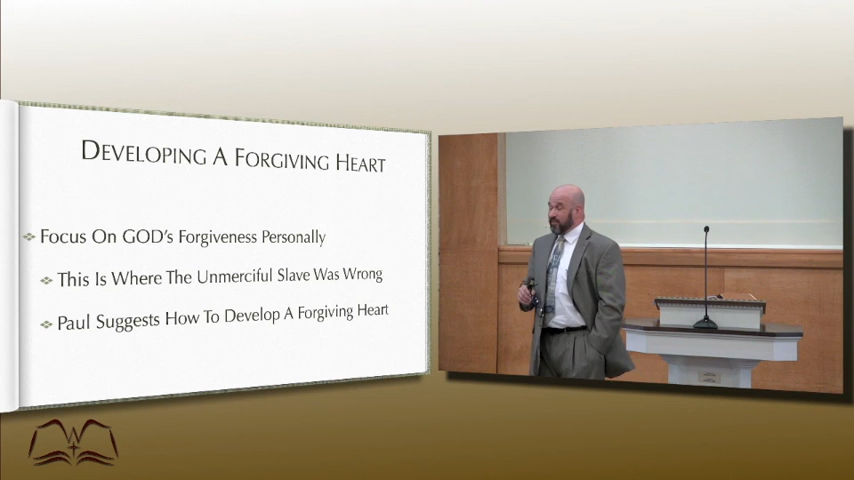 DEVELOPING A FORGIVING HEART
Focus On GOD's Forgiveness Personally
This Is Where The Unmerciful Slave Was Wrong
Paul Suggests How To Develop A Forgiving Heart